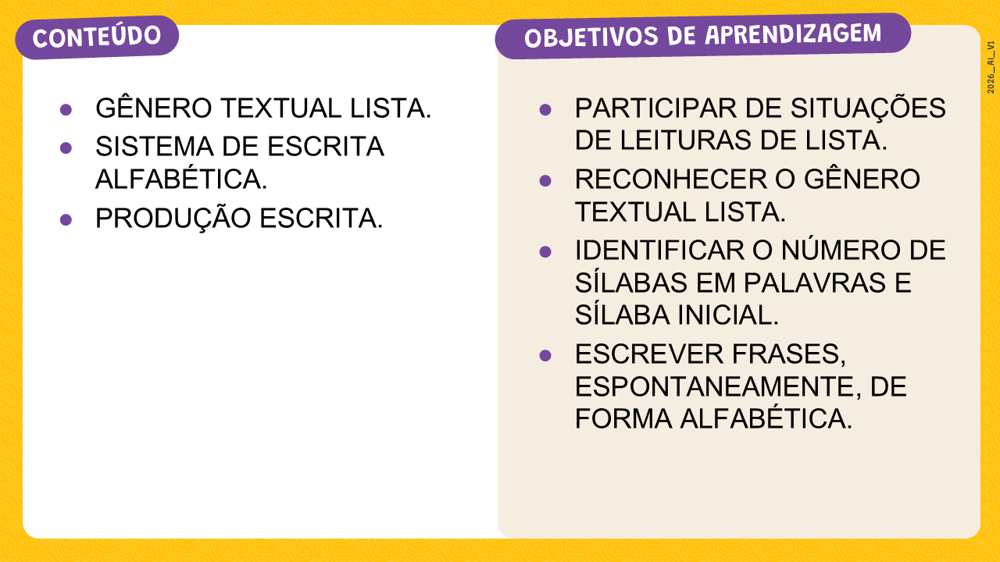 CONTEÚDO
● GÊNERO TEXTUAL LISTA.
● SISTEMA DE ESCRITA
ALFABÉTICA.
● PRODUÇÃO ESCRITA.
OBJETIVOS DE APRENDIZAGEM
● PARTICIPAR DE SITUAÇÕES
DE LEITURAS DE LISTA.
● RECONHECER O GÊNERO
TEXTUAL LISTA.
● IDENTIFICAR O NÚMERO DE
SÍLABAS EM PALAVRAS E
SÍLABA INICIAL.
● ESCREVER FRASES,
ESPONTANEAMENTE, DE
FORMA ALFABÉTICA.
2026_AI_V1